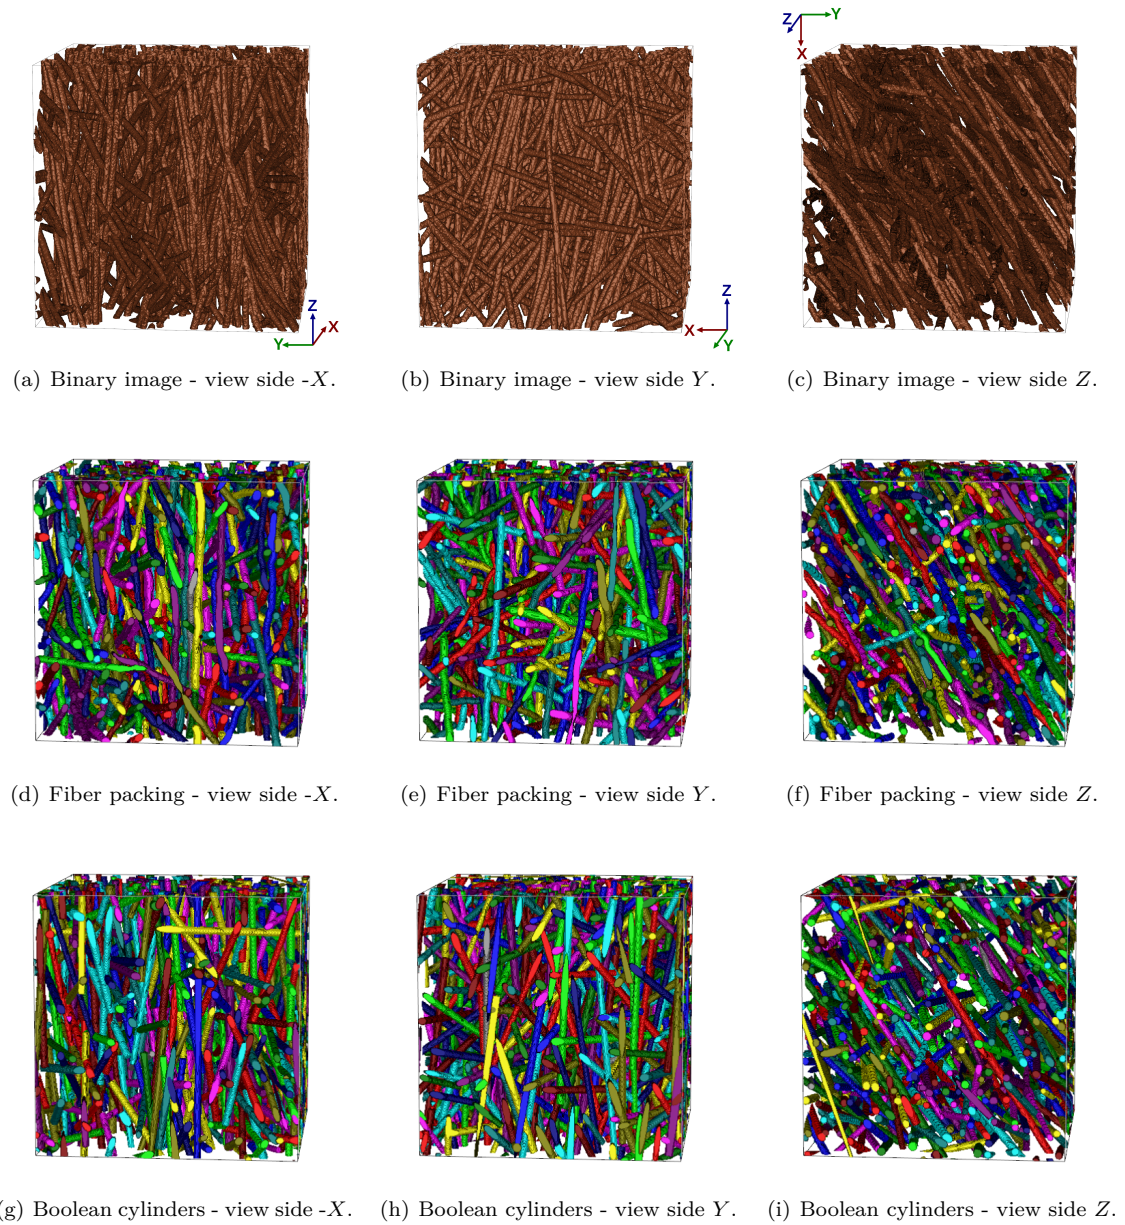 Z
Y
X
Z
X
Y
Z
X
Y
(a) Binary image - view side -X.
(b) Binary image - view side Y.
(c) Binary image - view side Z.
(d) Fiber packing - view side -X.
(e) Fiber packing - view side Y.
(f) Fiber packing - view side Z.
(g) Boolean cylinders - view side -X.
(h) Boolean cylinders - view side Y.
(i) Boolean cylinders - view side Z.